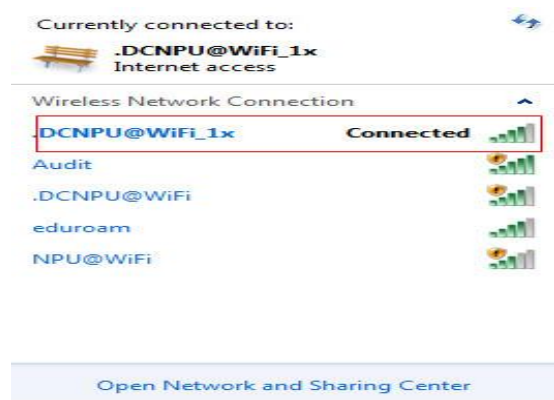 Currently connected to:
.DCNPU@WiFi_1x
Internet access
Wireless Network Connection
.DCNPU@WiFi_1x Connected
Audit
.DCNPU@WiFi
eduroam
NPU@WiFi
Open Network and Sharing Center